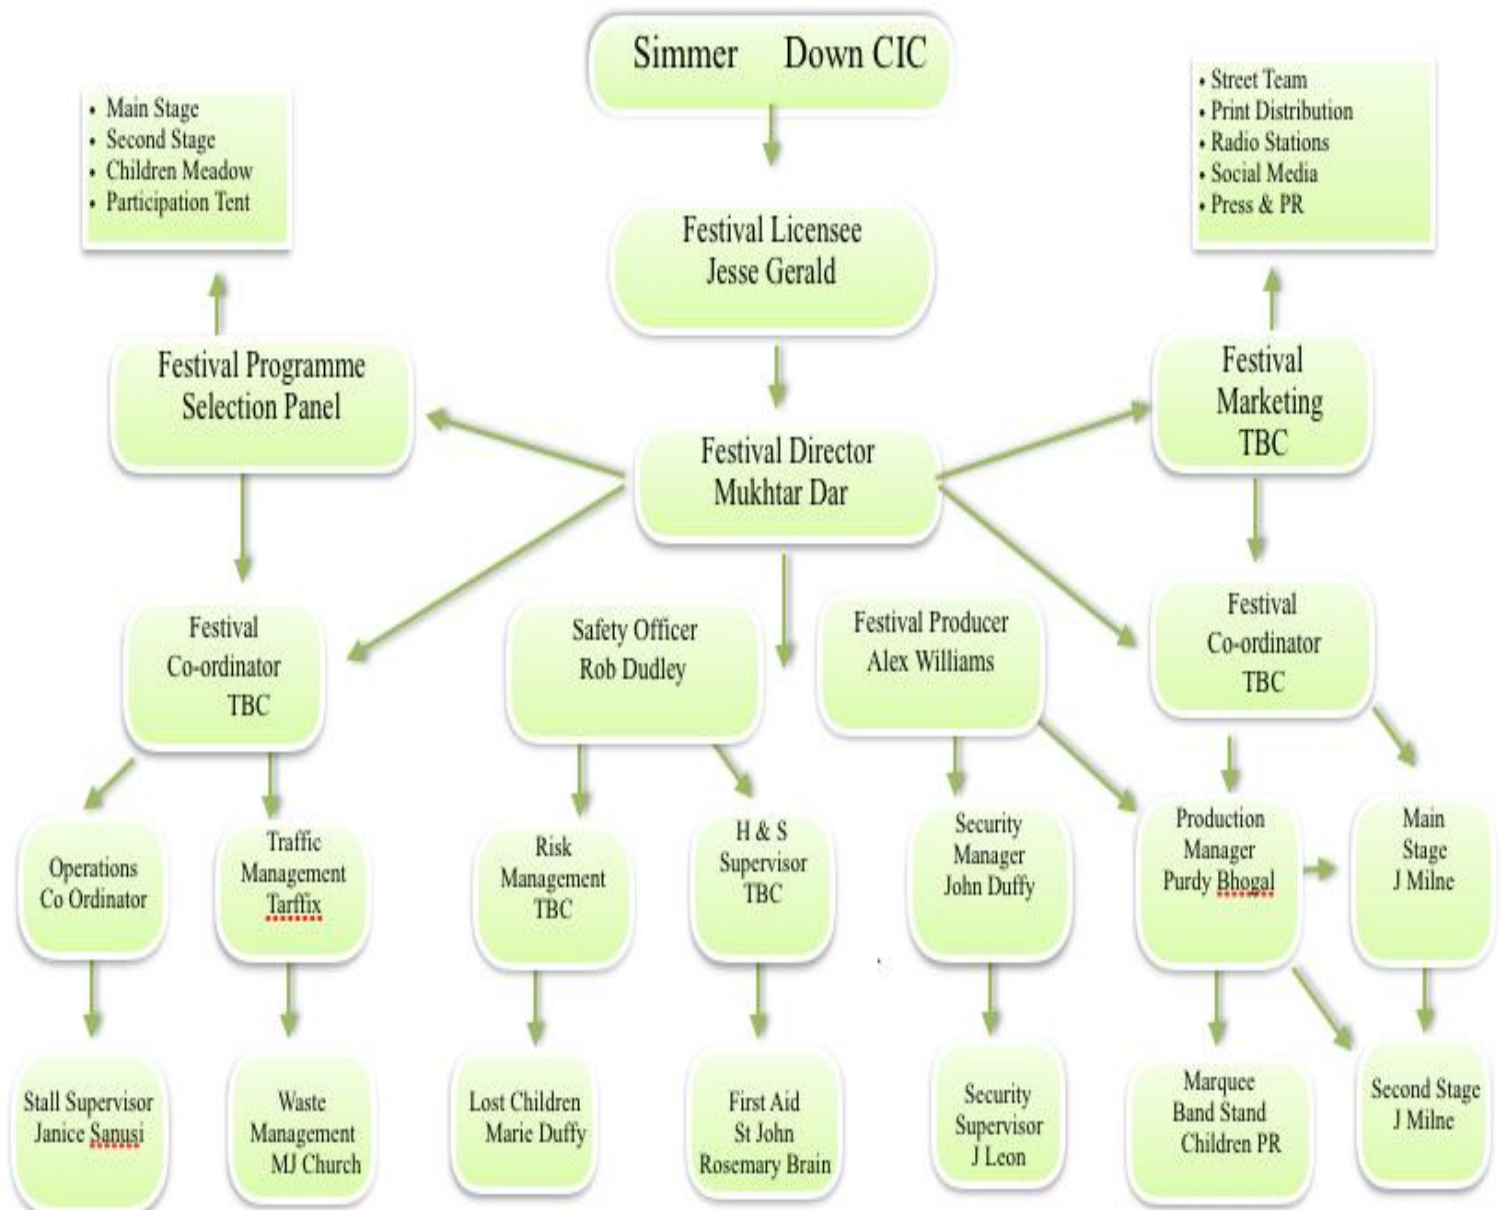 Simmer Down CIC
• Main Stage
• Second Stage
• Children Meadow
• Participation Tent
• Street Team
• Print Distribution
• Radio Stations
• Social Media
• Press & PR
Festival Licensee
Jesse Gerald
Festival Programme
Selection Panel
Festival
Marketing
TBC
Festival Director
Mukhtar Dar
Festival
Co-ordinator
TBC
Safety Officer
Rob Dudley
Festival Producer
Alex Williams
Festival
Co-ordinator
TBC
Operations
Co Ordinator
Traffic
Management
Tarffix
Risk
Management
TBC
H & S
Supervisor
TBC
Security
Manager
John Duffy
Production
Manager
Purdy Bhogal
Main
Stage
J Milne
Stall Supervisor
Janice Sanusi
Waste
Management
MJ Church
Lost Children
Marie Duffy
First Aid
St John
Rosemary Brain
Security
Supervisor
J Leon
Marquee
Band Stand
Children PR
Second Stage
J Milne